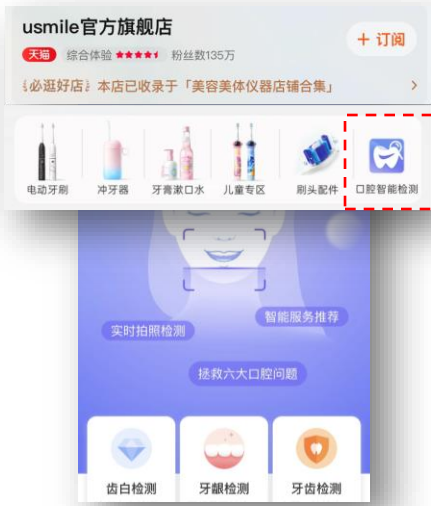 usmile官方旗舰店
+ 订阅
天猫 综合体验 粉丝数135万
必逛好店 本店已收录于「美容美体仪器店铺合集」 >
电动牙刷 冲牙器 牙膏漱口水 儿童专区 刷头配件 口腔智能检测
智能服务推荐
实时拍照检测
拯救六大口腔问题
齿白检测 牙龈检测 牙齿检测